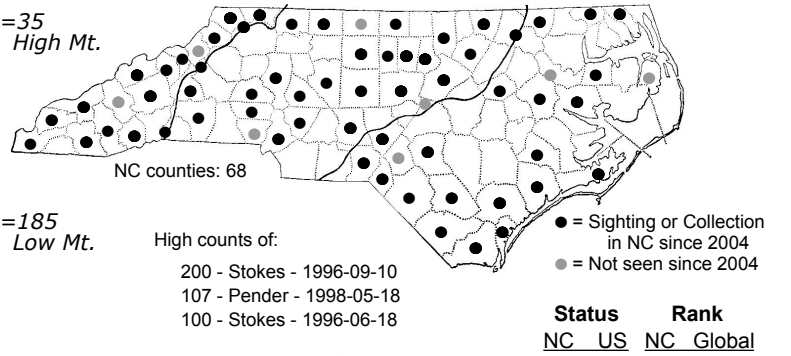 =35
High Mt.
NC counties: 68
=185
Low Mt.
High counts of:
200 - Stokes - 1996-09-10
107 - Pender - 1998-05-18
100 - Stokes - 1996-06-18
= Sighting or Collection
in NC since 2004
= Not seen since 2004
Status Rank
NC US NC Global